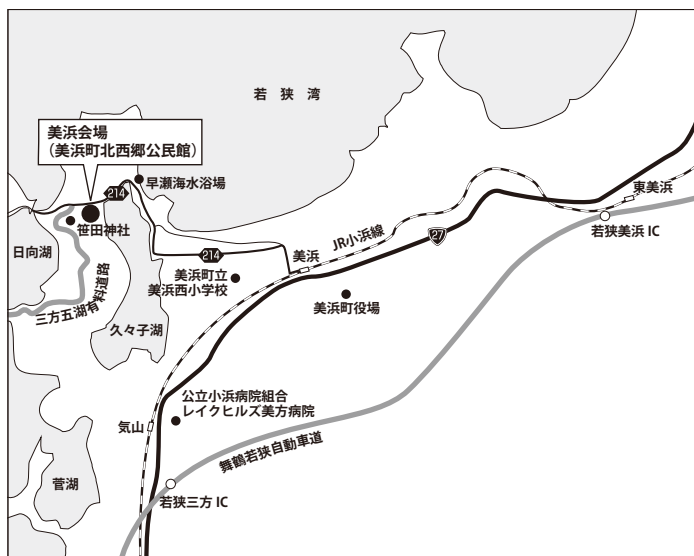 若狭湾
美浜会場
（美浜町北西郷公民館）
早瀬海水浴場
214
笹田神社
日向湖
三方五湖有料道路
久々子湖
214
美浜町立
美浜西小学校
美浜
JR小浜線
27
東美浜
若狭美浜 IC
美浜町役場
公立小浜病院組合
レイクヒルズ美方病院
気山
舞鶴若狭自動車道
菅湖
若狭三方 IC